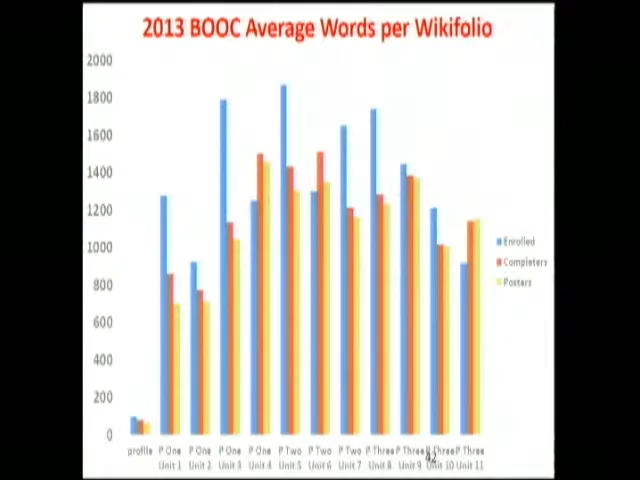 2013 BOOC Average Words per Wikifolio
2000
1800
1600
1400
1200
1000
800
600
400
200
0
Enrolled
Completers
Posters
profile P One P One P One P One P Two P Two P Two P Three P Three P Three P Three
Unit 1 Unit 2 Unit 3 Unit 4 Unit 5 Unit 6 Unit 7 Unit 8 Unit 9 Unit 10 Unit 11
42